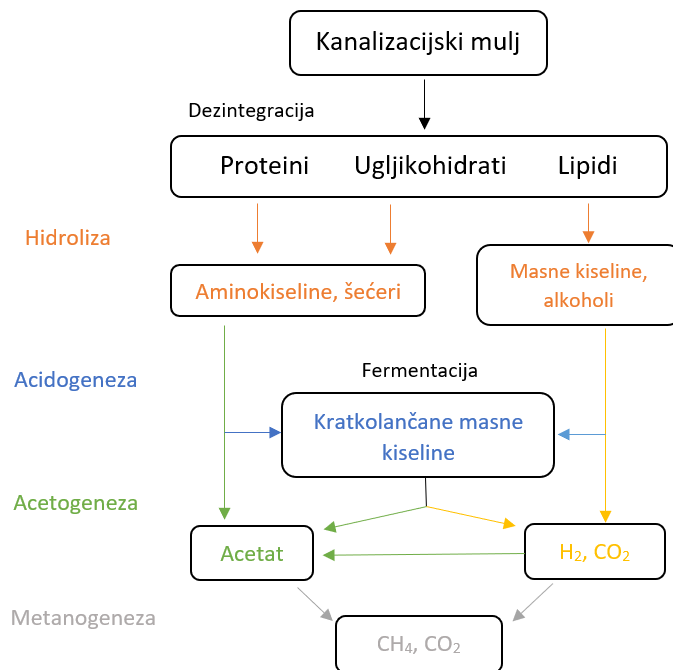 Kanalizacijski mulj
Dezintegracija
Proteini Ugljikohidrati Lipidi
Hidroliza
Aminokiseline, šećeri
Masne kiseline,
alkoholi
Acidogeneza
Fermentacija
Kratkolančane masne
kiseline
Acetogeneza
Acetat
H₂, CO₂
Metanogeneza
CH₄, CO₂